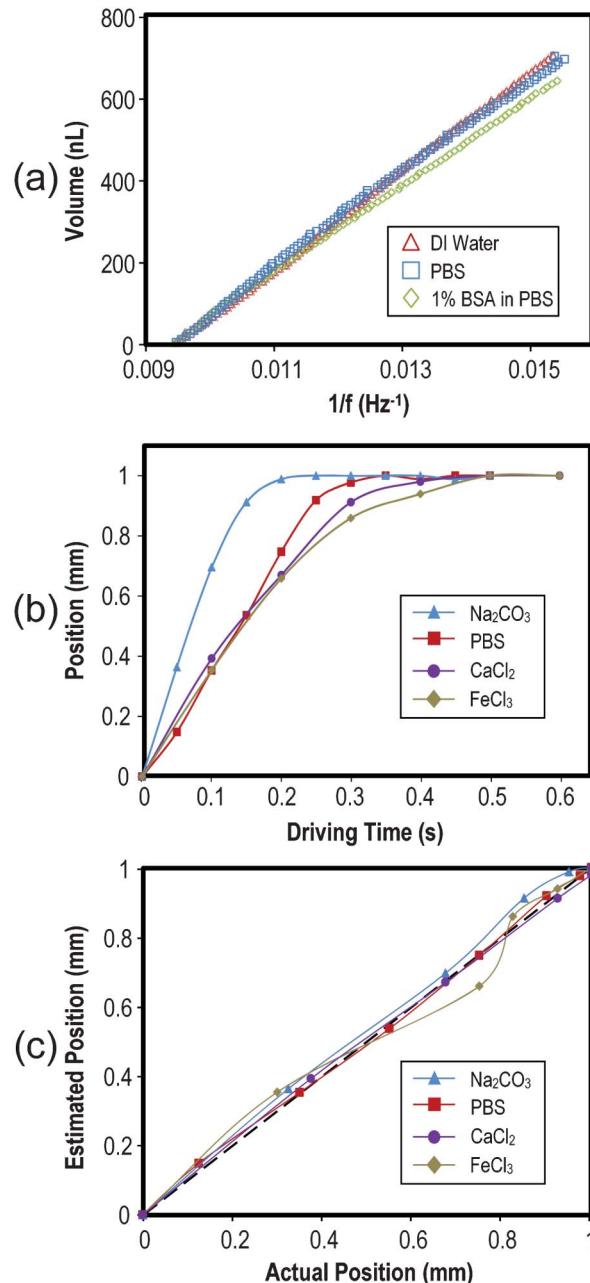 (a)
Volume (nL)
800
600
400
200
0
0.009 0.011 0.013 0.015
1/f (Hz⁻¹)
DI Water
PBS
1% BSA in PBS
(b)
Position (mm)
1
0.8
0.6
0.4
0.2
0
0 0.1 0.2 0.3 0.4 0.5 0.6
Driving Time (s)
Na₂CO₃
PBS
CaCl₂
FeCl₃
(c)
Estimated Position (mm)
1
0.8
0.6
0.4
0.2
0
0 0.2 0.4 0.6 0.8 1
Actual Position (mm)
Na₂CO₃
PBS
CaCl₂
FeCl₃